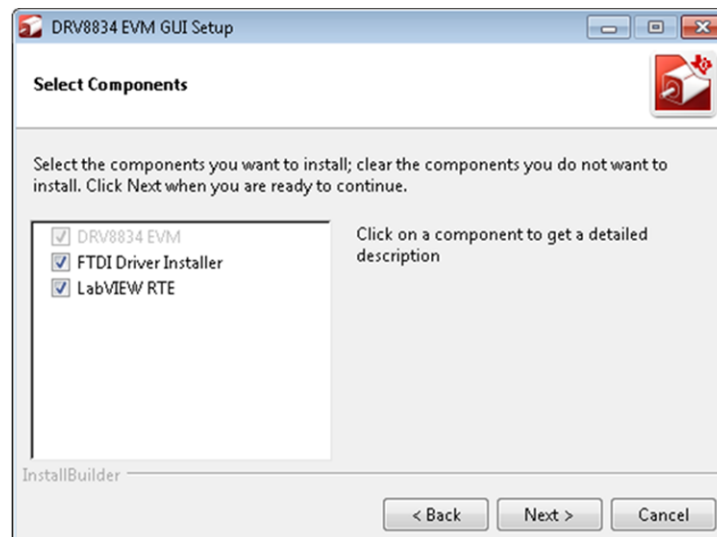 DRV8834 EVM GUI Setup
Select Components
Select the components you want to install; clear the components you do not want to
install. Click Next when you are ready to continue.
DRV8834 EVM
FTDI Driver Installer
LabVIEW RTE
Click on a component to get a detailed
description
InstallBuilder
< Back
Next >
Cancel